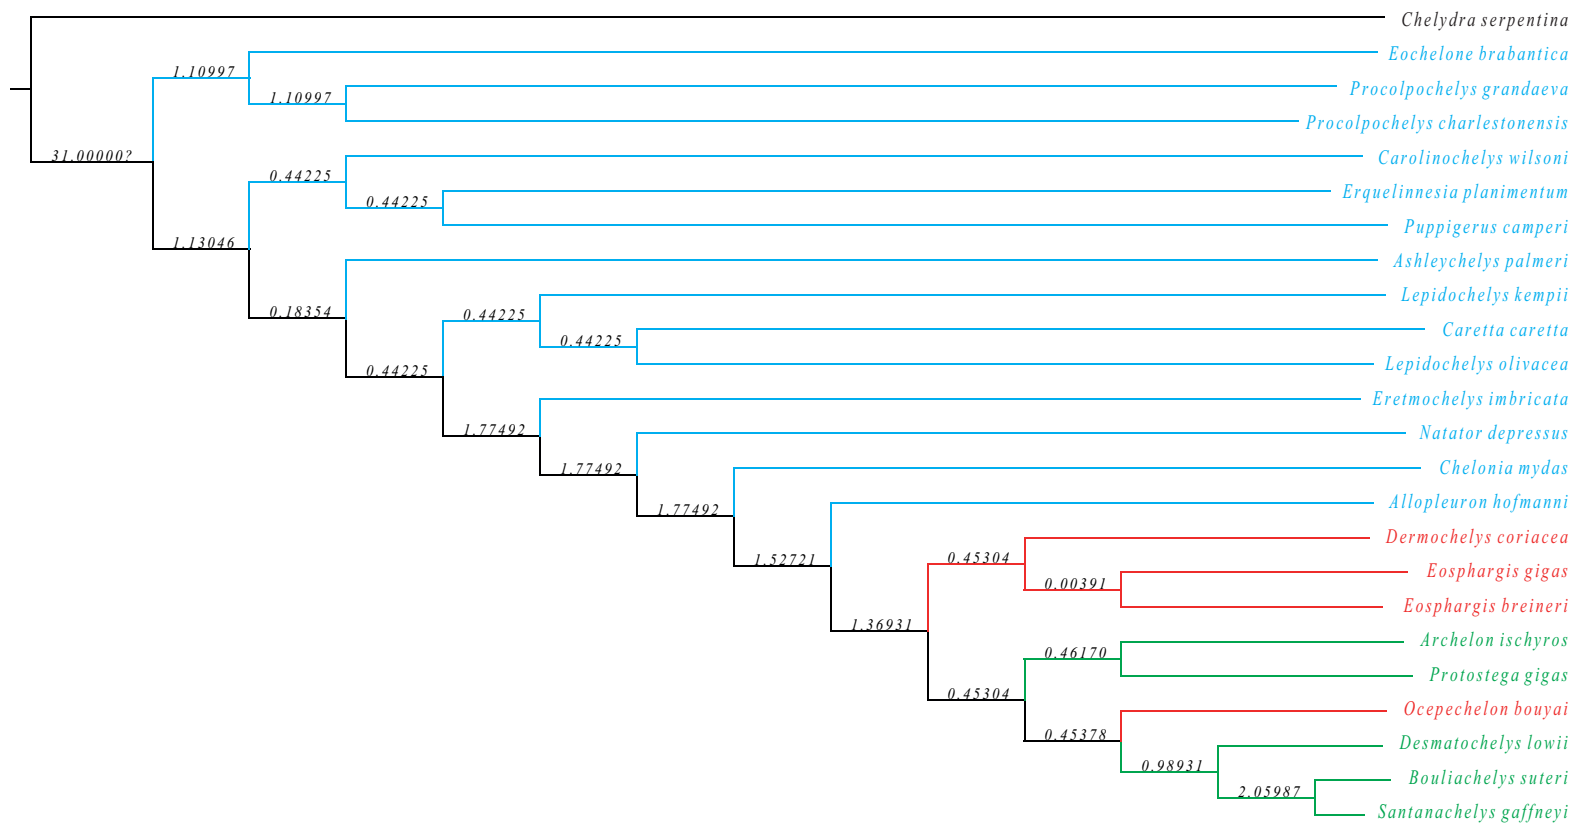 Chelydra serpentina
Eochelone brabantica
1.10997
Procolpochelys grandaeva
1.10997
Procolpochelys charlestonensis
31.00000?
Carolinochelys wilsoni
0.44225
Erquelinnesia planimentum
0.44225
Puppigerus camperi
1.13046
Ashleychelys palmeri
Lepidochelys kempii
0.18354
0.44225
Caretta caretta
0.44225
Lepidochelys olivacea
0.44225
Eretmochelys imbricata
1.77492
Natator depressus
1.77492
Chelonia mydas
Allopleuron hofmanni
1.77492
Dermochelys coriacea
1.52721
0.45304
Eosphargis gigas
0.00391
Eosphargis breineri
1.36931
Archelon ischyros
0.46170
Protostega gigas
0.45304
Ocepechelon bouyai
0.45378
Desmatochelys lowii
0.98931
Bouliachelys suteri
2.05987
Santanachelys gaffneyi